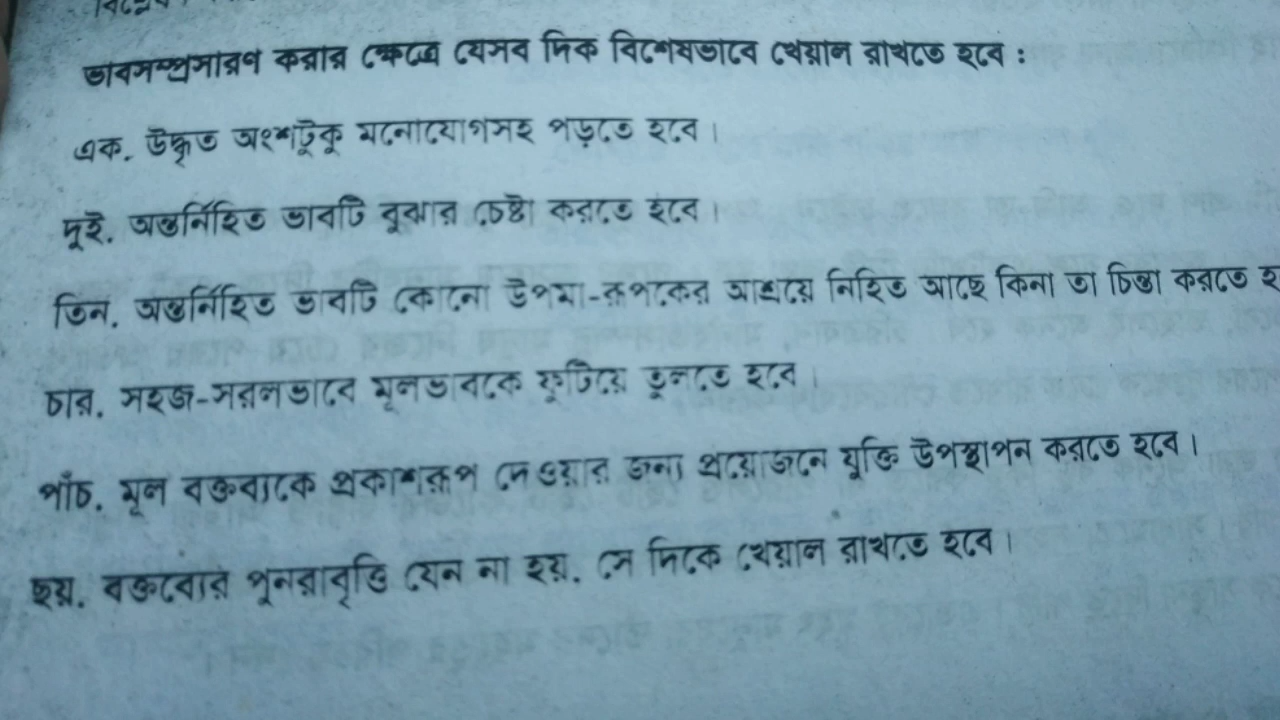 ভাবসম্প্রসারণ করার ক্ষেত্রে যেসব দিক বিশেষভাবে খেয়াল রাখতে হবে :
এক. উদ্ধৃত অংশটুকু মনোযোগসহ পড়তে হবে।
দুই. অন্তর্নিহিত ভাবটি বুঝার চেষ্টা করতে হবে।
তিন. অন্তর্নিহিত ভাবটি কোনো উপমা-রূপকের আশ্রয়ে নিহিত আছে কিনা তা চিন্তা করতে হ
চার. সহজ-সরলভাবে মূলভাবকে ফুটিয়ে তুলতে হবে।
পাঁচ. মূল বক্তব্যকে প্রকাশরূপ দেওয়ার জন্য প্রয়োজনে যুক্তি উপস্থাপন করতে হবে।
ছয়. বক্তব্যের পুনরাবৃত্তি যেন না হয়, সে দিকে খেয়াল রাখতে হবে।